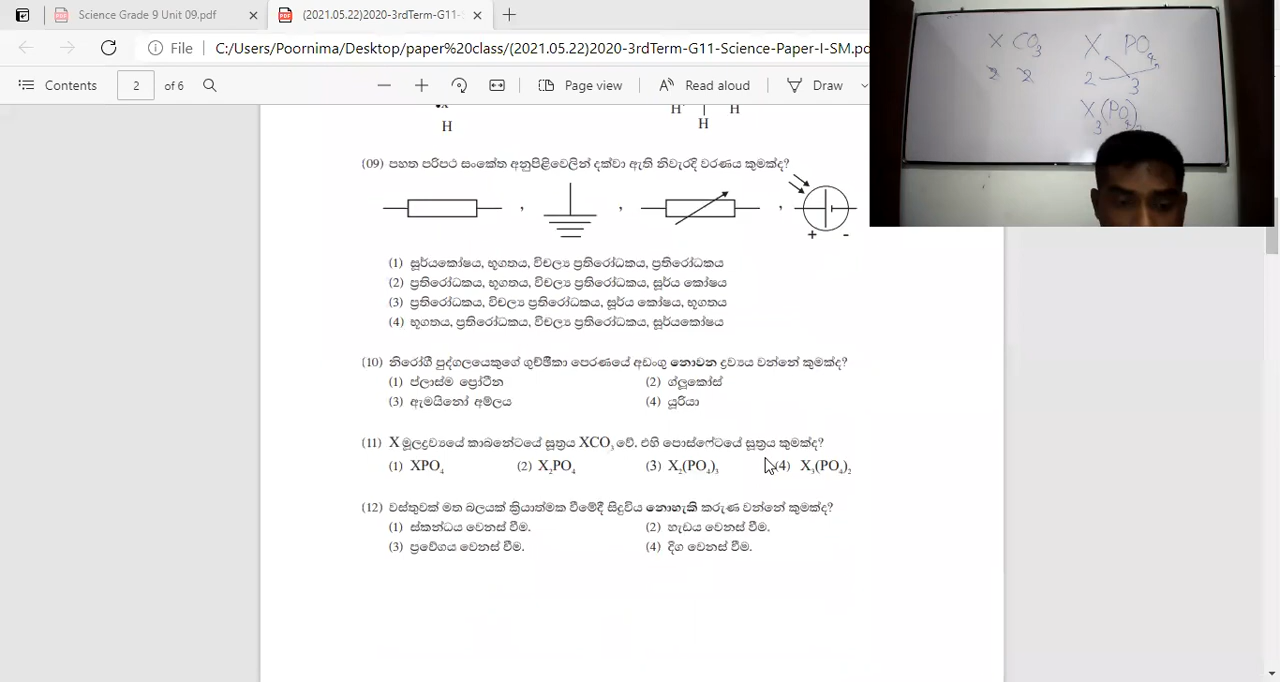 Science Grade 9 Unit 09.pdf
(2021.05.22)2020-3rdTerm-G11-S
File
C:/Users/Poornima/Desktop/paper%20class/(2021.05.22)2020-3rdTerm-G11-Science-Paper-I-SM.pd
Contents
2
of 6
Page view
Read aloud
Draw
X CO3 X PO4
2 2 2 3
X3(PO4)2
x
H
H H
H
(09) පහත පරිපථ සංකේත අනුපිළිවෙලින් දක්වා ඇති නිවැරදි වරණය කුමක්ද?
, , ,
+ -
(1) සූර්යකෝෂය, භූගතය, විචල්‍ය ප්‍රතිරෝධකය, ප්‍රතිරෝධකය
(2) ප්‍රතිරෝධකය, භූගතය, විචල්‍ය ප්‍රතිරෝධකය, සූර්ය කෝෂය
(3) ප්‍රතිරෝධකය, විචල්‍ය ප්‍රතිරෝධකය, සූර්ය කෝෂය, භූගතය
(4) භූගතය, ප්‍රතිරෝධකය, විචල්‍ය ප්‍රතිරෝධකය, සූර්යකෝෂය
(10) නිරෝගී පුද්ගලයෙකුගේ ගුච්ඡිකා පෙරණයේ අඩංගු නොවන ද්‍රව්‍යය වන්නේ කුමක්ද?
(1) ප්ලාස්ම ප්‍රෝටීන (2) ග්ලූකෝස්
(3) ඇමයිනෝ අම්ලය (4) යූරියා
(11) X මූලද්‍රව්‍යයේ කාබනේටයේ සූත්‍රය XCO3 වේ. එහි පොස්ෆේටයේ සූත්‍රය කුමක්ද?
(1) XPO4 (2) X2PO4 (3) X2(PO4)3 (4) X3(PO4)2
(12) වස්තුවක් මත බලයක් ක්‍රියාත්මක වීමේදී සිදුවිය නොහැකි කරුණ වන්නේ කුමක්ද?
(1) ස්කන්ධය වෙනස් වීම. (2) හැඩය වෙනස් වීම.
(3) ප්‍රවේගය වෙනස් වීම. (4) දිග වෙනස් වීම.